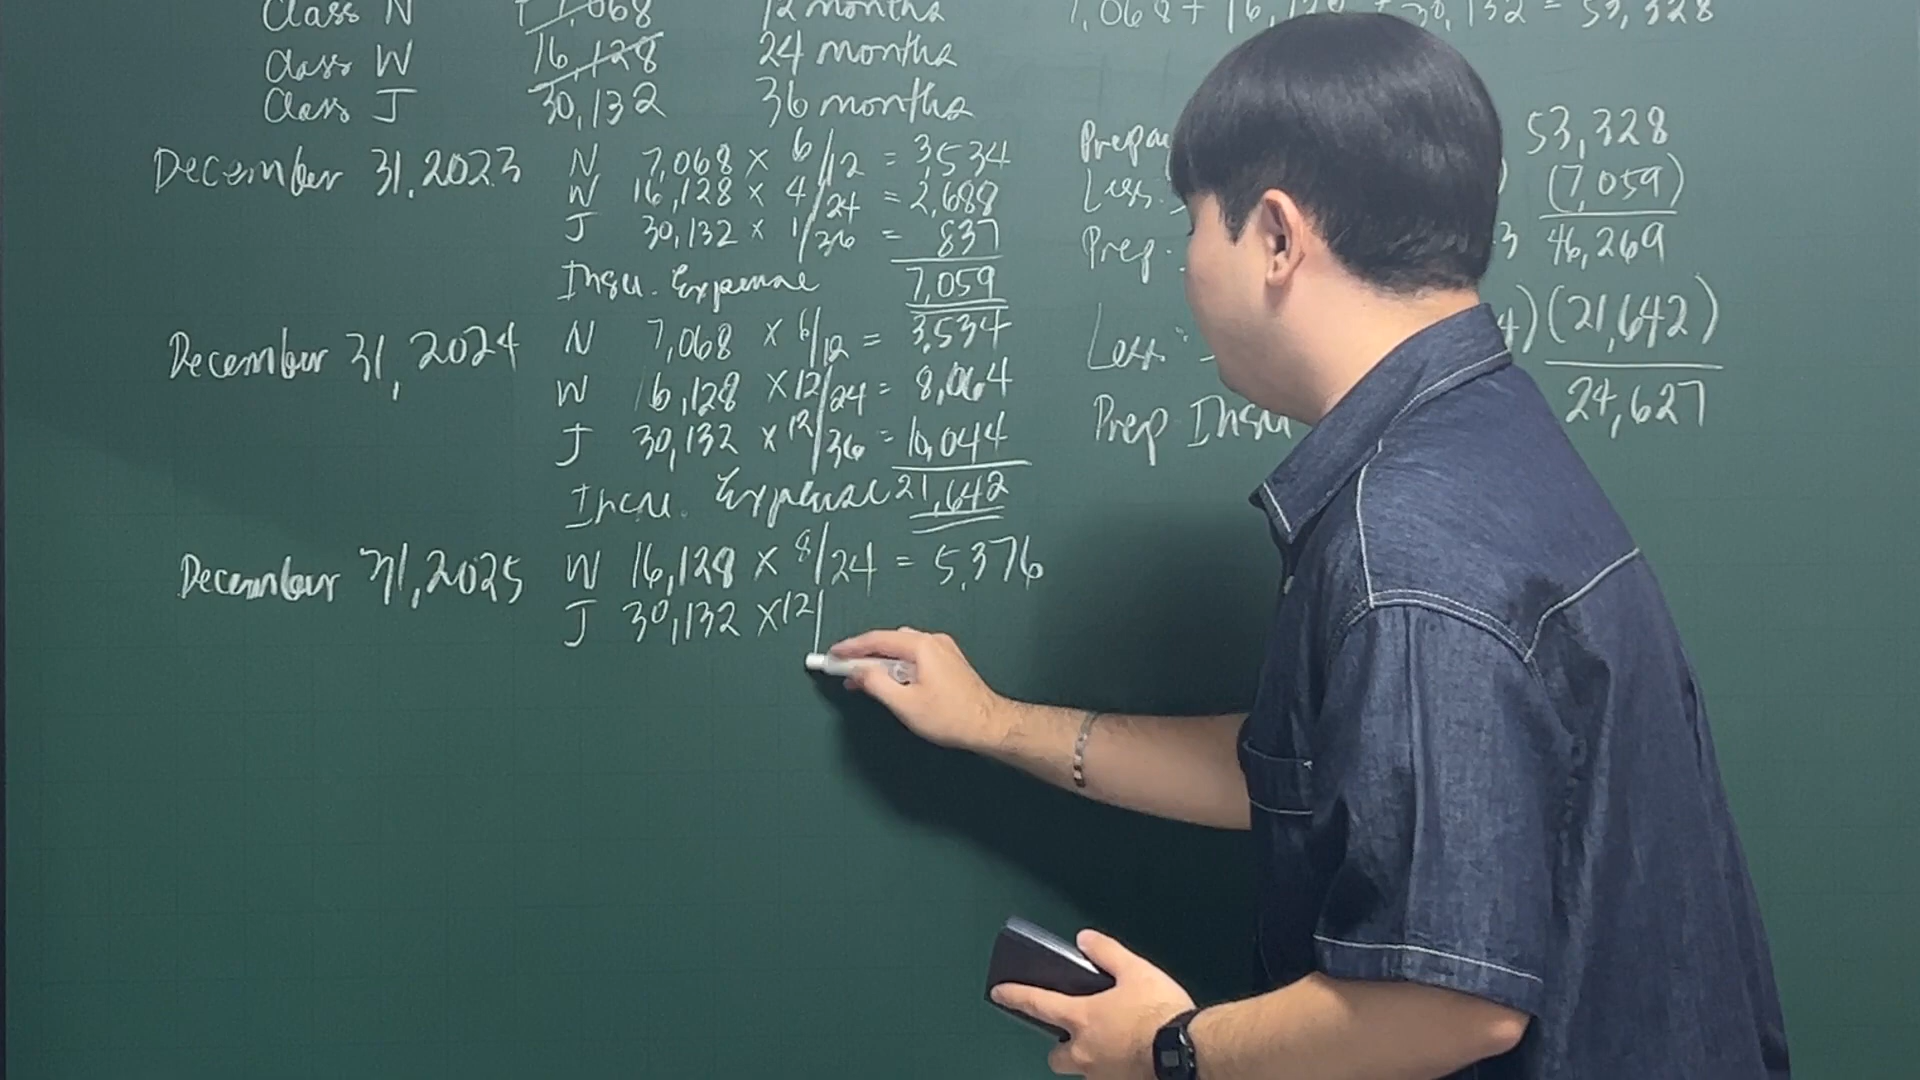 Class N 7,068 12 months
Class W 16,128 24 months
Class J 30,132 36 months
December 31, 2023 N 7,068 × 6/12 = 3,534
W 16,128 × 4/24 = 2,688
J 30,132 × 1/36 = 837
Insu. Expense 7,059
December 31, 2024 N 7,068 × 6/12 = 3,534
W 16,128 × 12/24 = 8,064
J 30,132 × 12/36 = 10,044
Insu. Expense 21,642
December 31, 2025 W 16,128 × 8/24 = 5,376
J 30,132 × 12/
7,068 + 16,128 + 30,132 = 53,328
53,328
Less: (7,059)
Prep. 3 46,269
Less: 4) (21,642)
Prep Insu 24,627